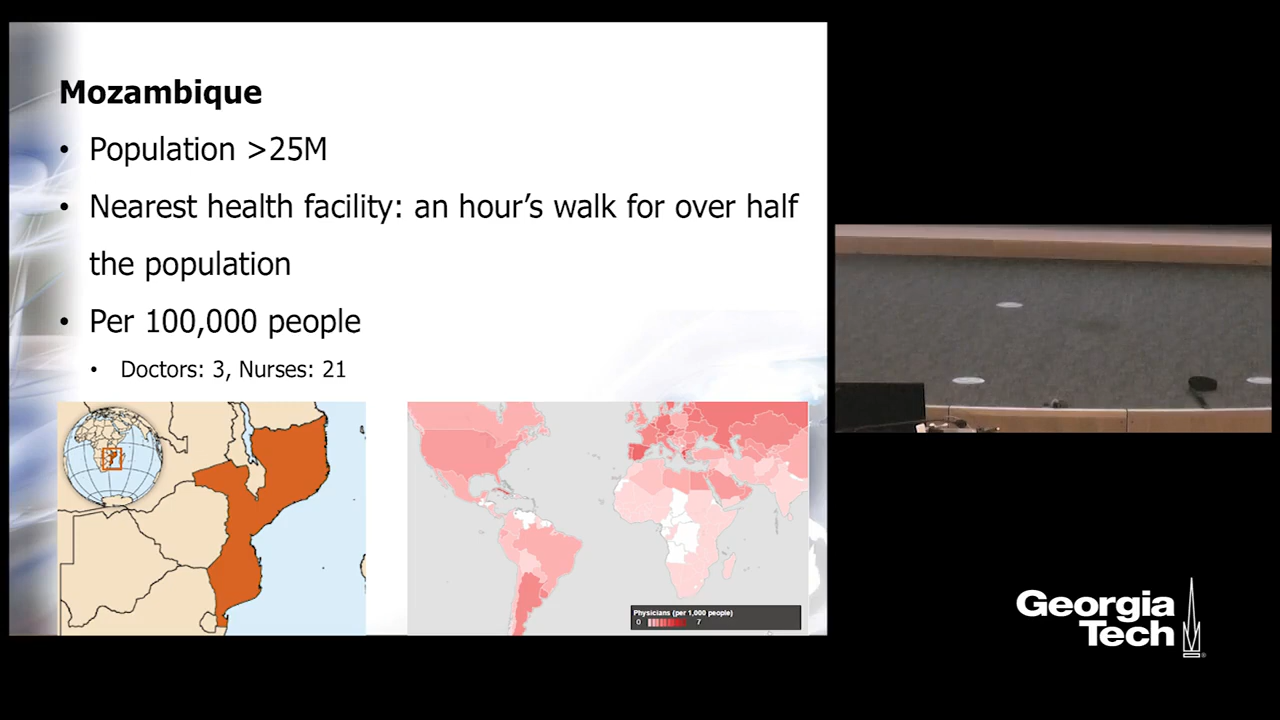 Mozambique
• Population >25M
• Nearest health facility: an hour’s walk for over half
the population
• Per 100,000 people
• Doctors: 3, Nurses: 21
Physicians (per 1,000 people)
0 7
Georgia
Tech